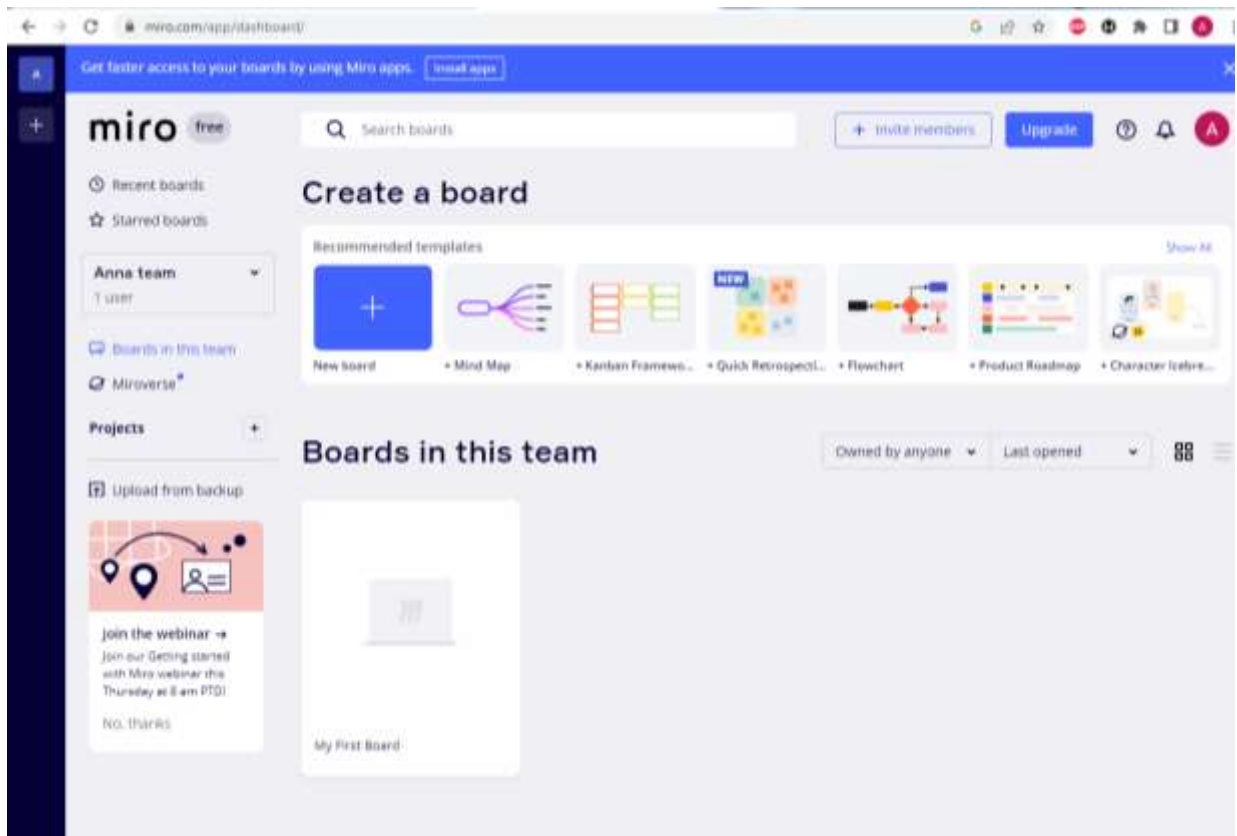 miro.com/app/dashboard/
A
Get faster access to your boards by using Miro apps. Install apps
miro free
Search boards
+ Invite members
Upgrade
A
Recent boards
Starred boards
Anna team
1 user
Boards in this team
Miroverse
Projects +
Upload from backup
Join the webinar →
Join our Getting started
with Miro webinar this
Thursday at 8 am PTD!
No, thanks
Create a board
Recommended templates
Show All
NEW
New board
+ Mind Map
+ Kanban Framewo...
+ Quick Retrospecti...
+ Flowchart
+ Product Roadmap
+ Character Icebre...
Boards in this team
Owned by anyone
Last opened
My First Board